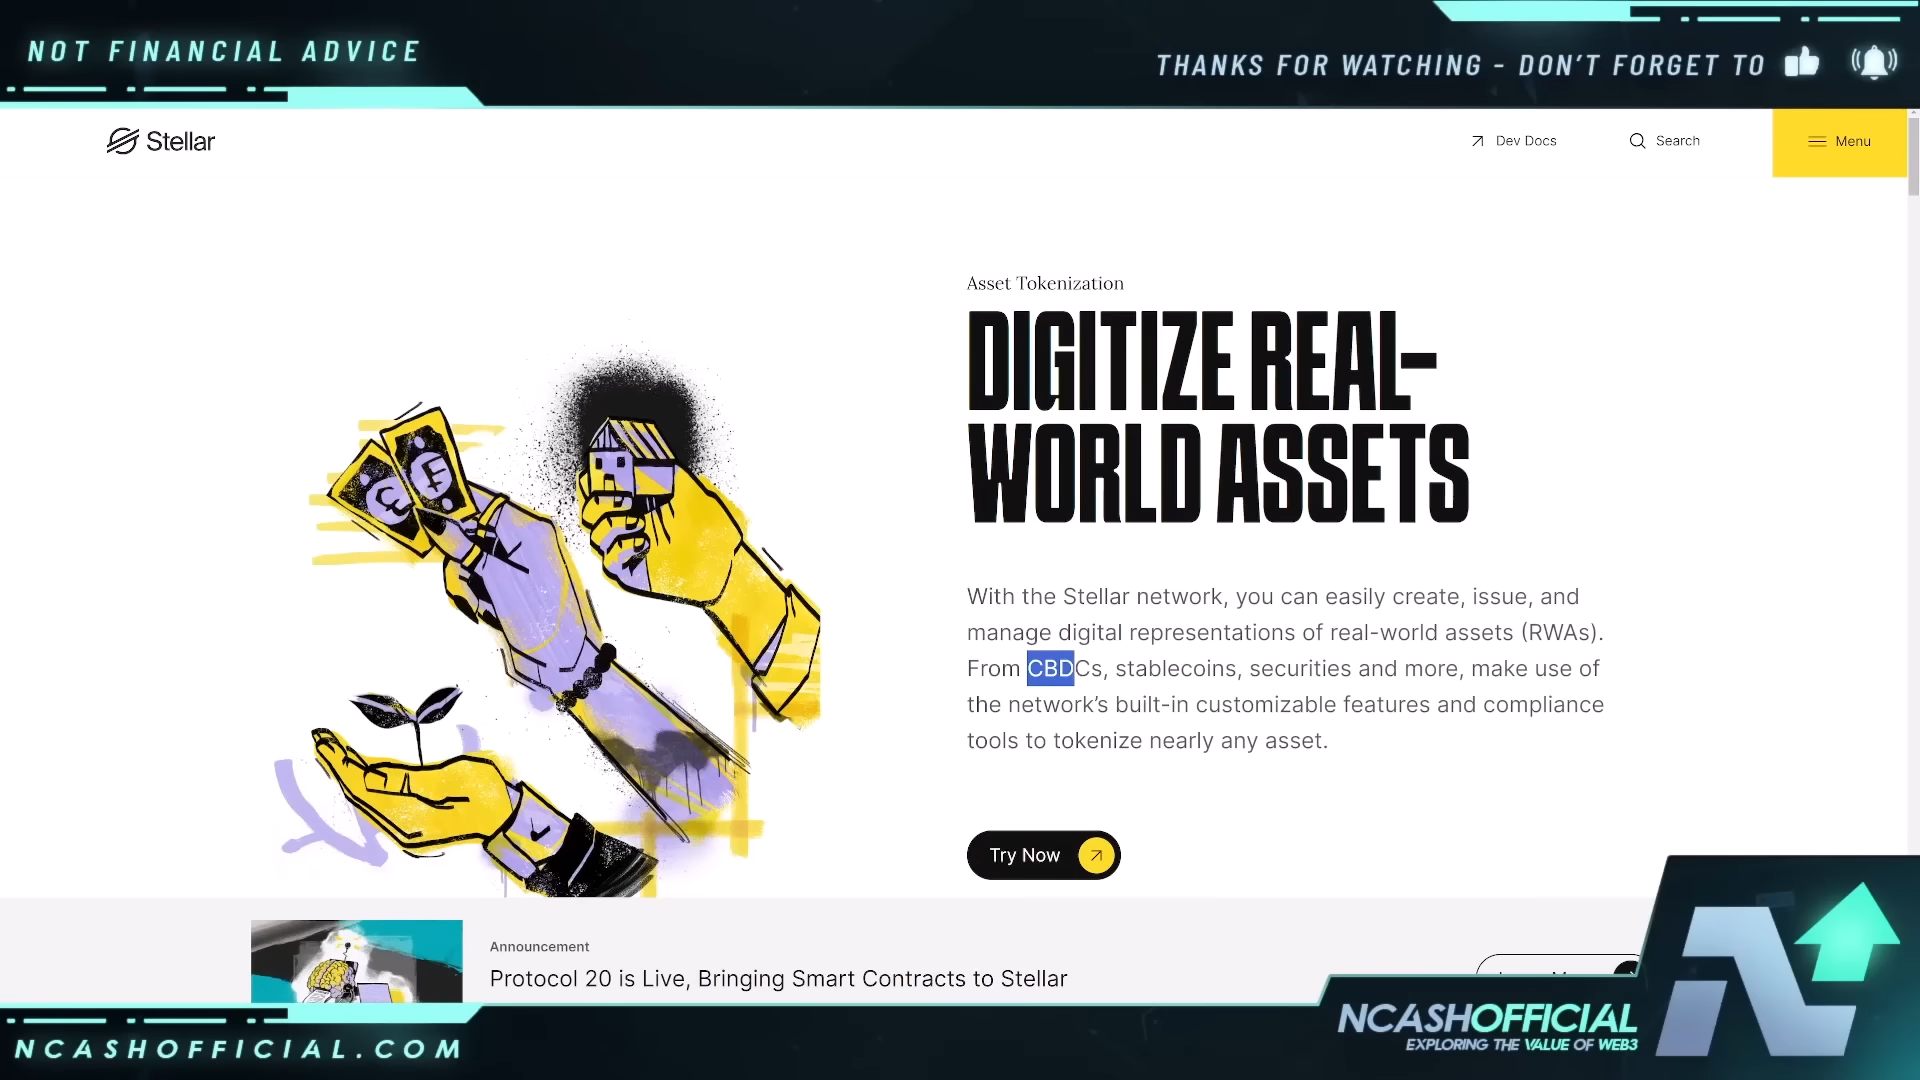 NOT FINANCIAL ADVICE
THANKS FOR WATCHING - DON'T FORGET TO
Stellar
Dev Docs
Search
Menu
Asset Tokenization
DIGITIZE REAL-
WORLD ASSETS
With the Stellar network, you can easily create, issue, and
manage digital representations of real-world assets (RWAs).
From CBDCs, stablecoins, securities and more, make use of
the network's built-in customizable features and compliance
tools to tokenize nearly any asset.
Try Now
Announcement
Protocol 20 is Live, Bringing Smart Contracts to Stellar
NCASHOFFICIAL.COM
NCASHOFFICIAL
EXPLORING THE VALUE OF WEB3